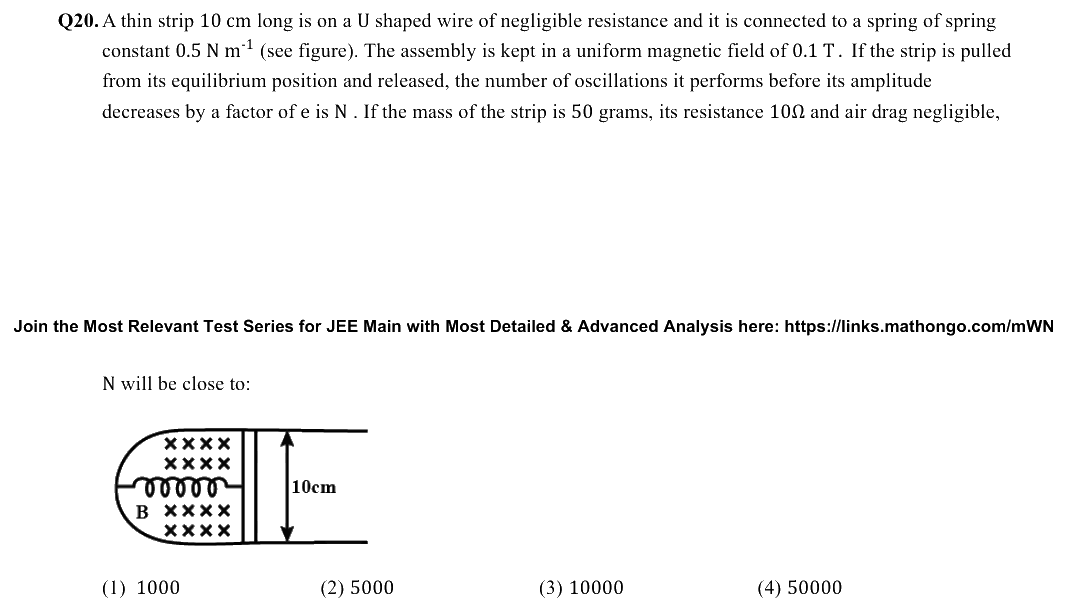 Q20. A thin strip 10 cm long is on a U shaped wire of negligible resistance and it is connected to a spring of spring
constant 0.5 N m⁻¹ (see figure). The assembly is kept in a uniform magnetic field of 0.1 T. If the strip is pulled
from its equilibrium position and released, the number of oscillations it performs before its amplitude
decreases by a factor of e is N . If the mass of the strip is 50 grams, its resistance 10Ω and air drag negligible,
Join the Most Relevant Test Series for JEE Main with Most Detailed & Advanced Analysis here: https://links.mathongo.com/mWN
N will be close to:
x x x x
x x x x
10cm
B x x x x
x x x x
(1) 1000 (2) 5000 (3) 10000 (4) 50000